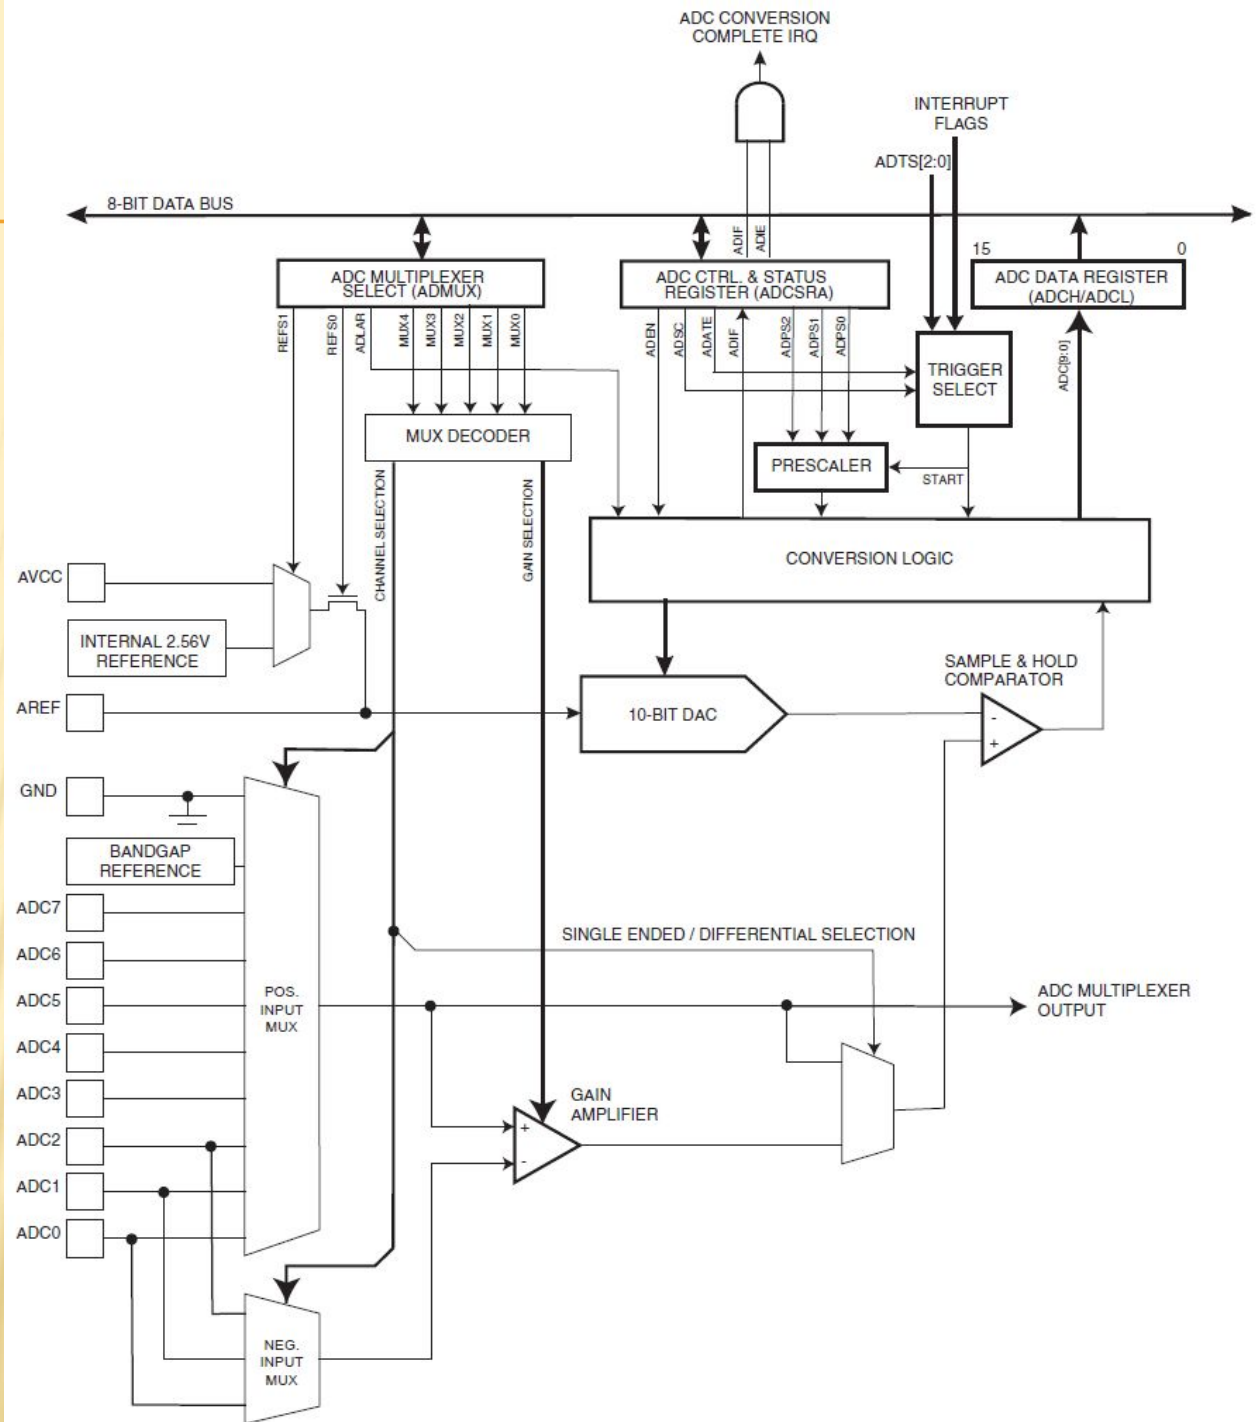 ADC CONVERSION
COMPLETE IRQ
INTERRUPT
FLAGS
ADTS[2:0]
8-BIT DATA BUS
ADIF
ADIE
15
0
ADC MULTIPLEXER
SELECT (ADMUX)
ADC CTRL. & STATUS
REGISTER (ADCSRA)
ADC DATA REGISTER
(ADCH/ADCL)
REFS1
REFS0
ADLAR
MUX4
MUX3
MUX2
MUX1
MUX0
ADEN
ADSC
ADATE
ADIF
ADPS2
ADPS1
ADPS0
TRIGGER
SELECT
ADC[9:0]
MUX DECODER
PRESCALER
START
CHANNEL SELECTION
GAIN SELECTION
CONVERSION LOGIC
AVCC
INTERNAL 2.56V
REFERENCE
SAMPLE & HOLD
COMPARATOR
AREF
10-BIT DAC
-
+
GND
BANDGAP
REFERENCE
ADC7
SINGLE ENDED / DIFFERENTIAL SELECTION
ADC6
ADC5
POS.
INPUT
MUX
ADC MULTIPLEXER
OUTPUT
ADC4
ADC3
GAIN
AMPLIFIER
+
-
ADC2
ADC1
ADC0
NEG.
INPUT
MUX